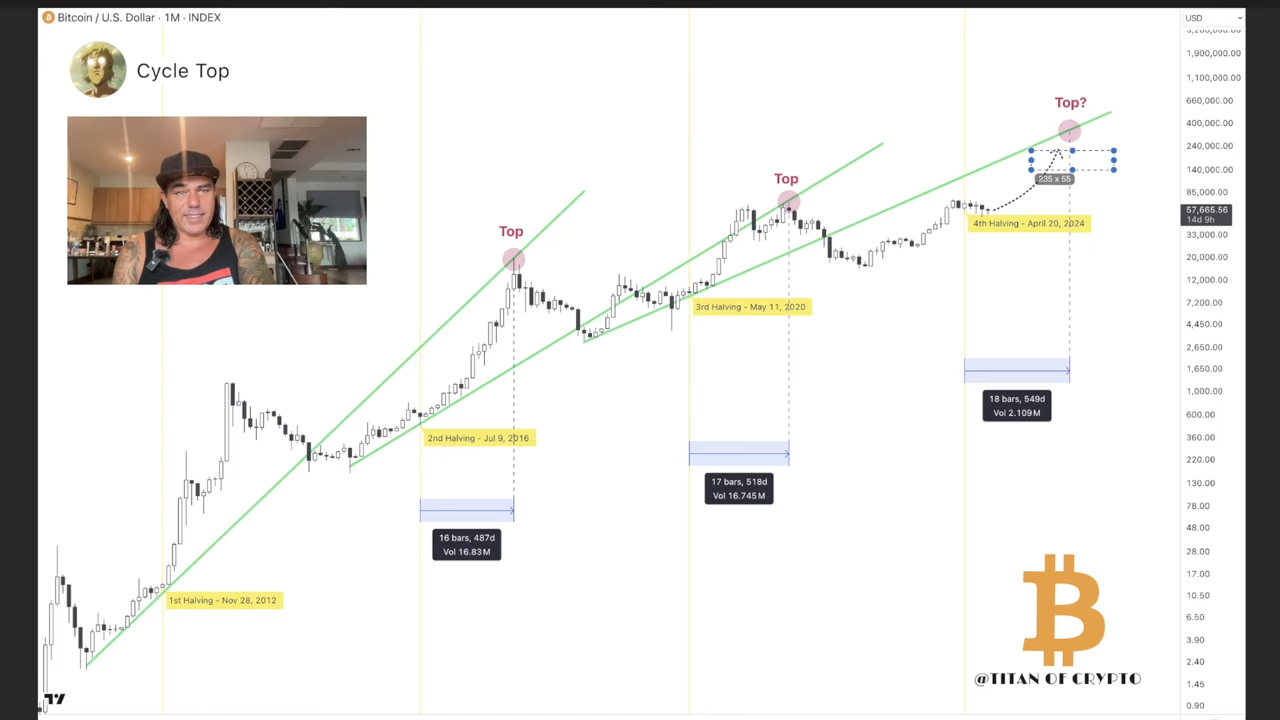 Bitcoin / U.S. Dollar · 1M · INDEX
USD
Cycle Top
3,200,000.00
1,900,000.00
1,100,000.00
660,000.00
400,000.00
240,000.00
140,000.00
85,000.00
57,665.56
14d 9h
33,000.00
20,000.00
12,000.00
7,200.00
4,450.00
2,650.00
1,650.00
1,000.00
600.00
360.00
220.00
130.00
78.00
48.00
28.00
17.00
10.50
6.50
3.90
2.40
1.45
0.90
Top?
235 x 55
Top
4th Halving - April 20, 2024
Top
3rd Halving - May 11, 2020
18 bars, 549d
Vol 2.109M
2nd Halving - Jul 9, 2016
17 bars, 518d
Vol 16.745M
16 bars, 487d
Vol 16.83M
1st Halving - Nov 28, 2012
@TITAN OF CRYPTO